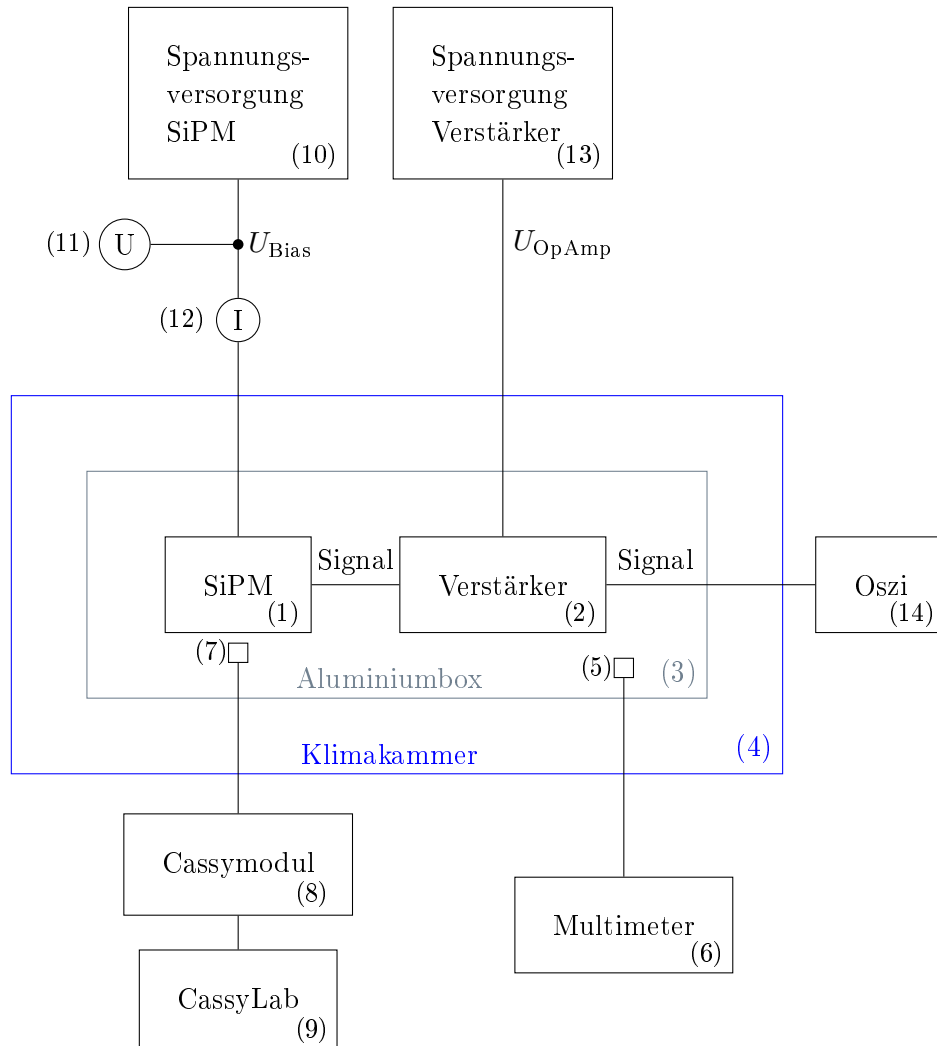 Spannungs-
versorgung
SiPM
(10)
Spannungs-
versorgung
Verstärker
(13)
(11) U U_Bias
U_OpAmp
(12) I
SiPM
(1)
Signal
Verstärker
(2)
Signal
Oszi
(14)
(7)
(5)
Aluminiumbox
(3)
Klimakammer
(4)
Cassymodul
(8)
Multimeter
(6)
CassyLab
(9)